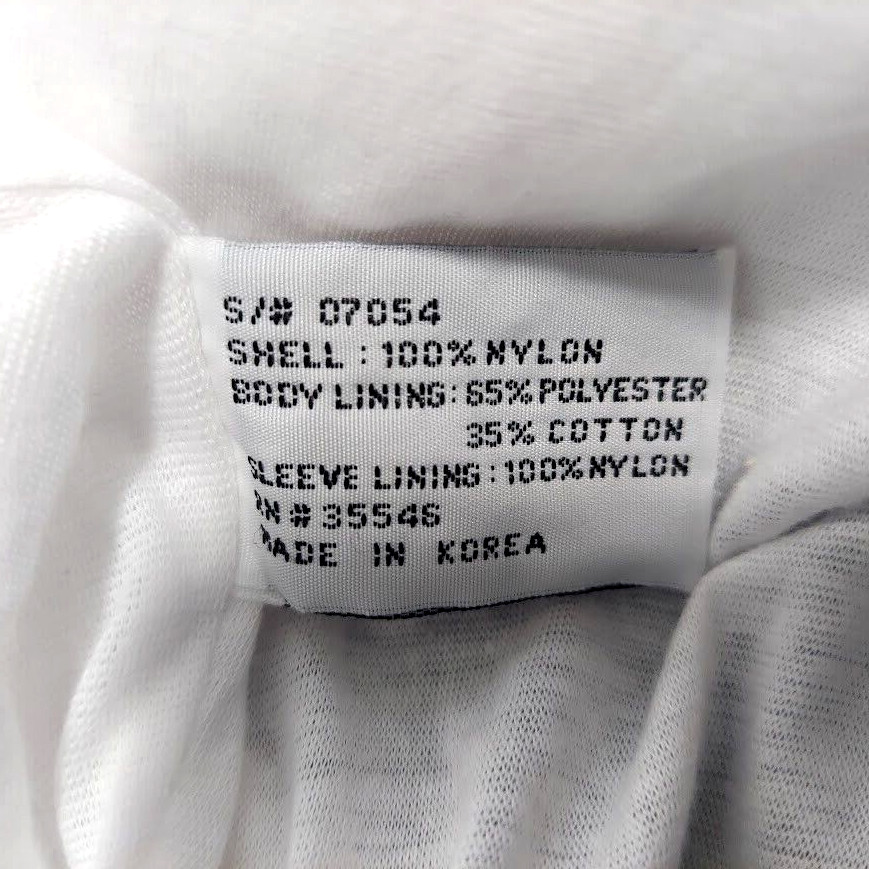 S/# 07054
SHELL : 100% NYLON
BODY LINING: 65% POLYESTER
35% COTTON
SLEEVE LINING : 100% NYLON
RN # 35546
MADE IN KOREA